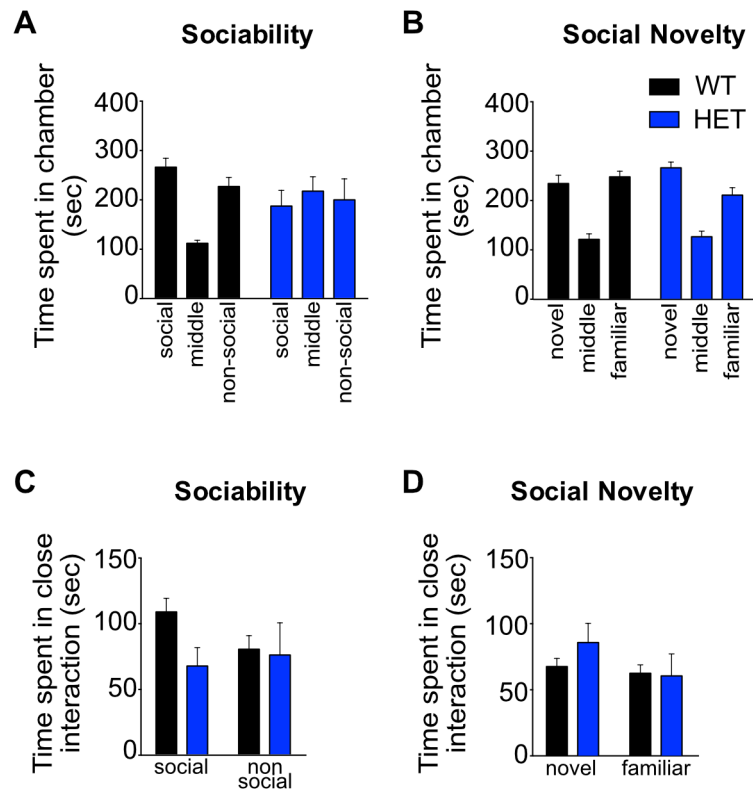 A
Sociability
Time spent in chamber
(sec)
400
300
200
100
0
social
middle
non-social
social
middle
non-social
B
Social Novelty
WT
HET
Time spent in chamber
(sec)
400
300
200
100
0
novel
middle
familiar
novel
middle
familiar
C
Sociability
Time spent in close
interaction (sec)
150
100
50
0
social
non
social
D
Social Novelty
Time spent in close
interaction (sec)
150
100
50
0
novel
familiar